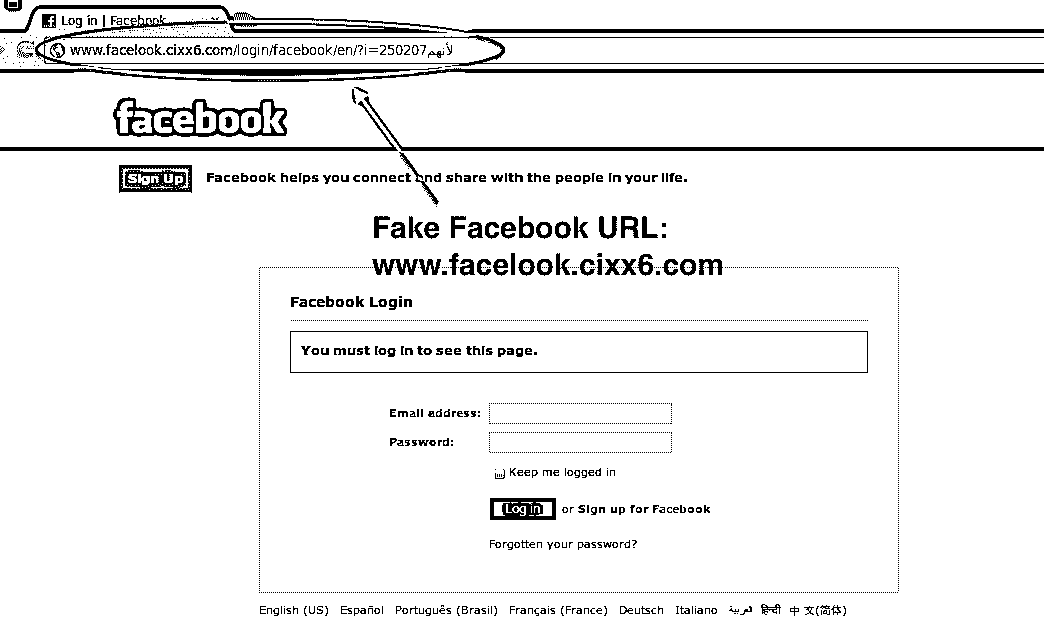 Log in | Facebook
www.facelook.cixx6.com/login/facebook/en/?i=250207لأنهم
facebook
Sign Up Facebook helps you connect and share with the people in your life.
Fake Facebook URL:
www.facelook.cixx6.com
Facebook Login
You must log in to see this page.
Email address:
Password:
Keep me logged in
Log in or Sign up for Facebook
Forgotten your password?
English (US) Español Português (Brasil) Français (France) Deutsch Italiano العربية हिन्दी 中文(简体)